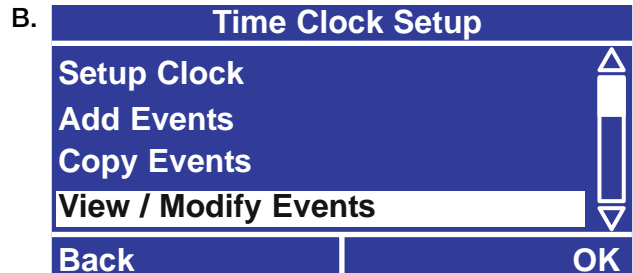 B.
Time Clock Setup
Setup Clock
Add Events
Copy Events
View / Modify Events
Back OK